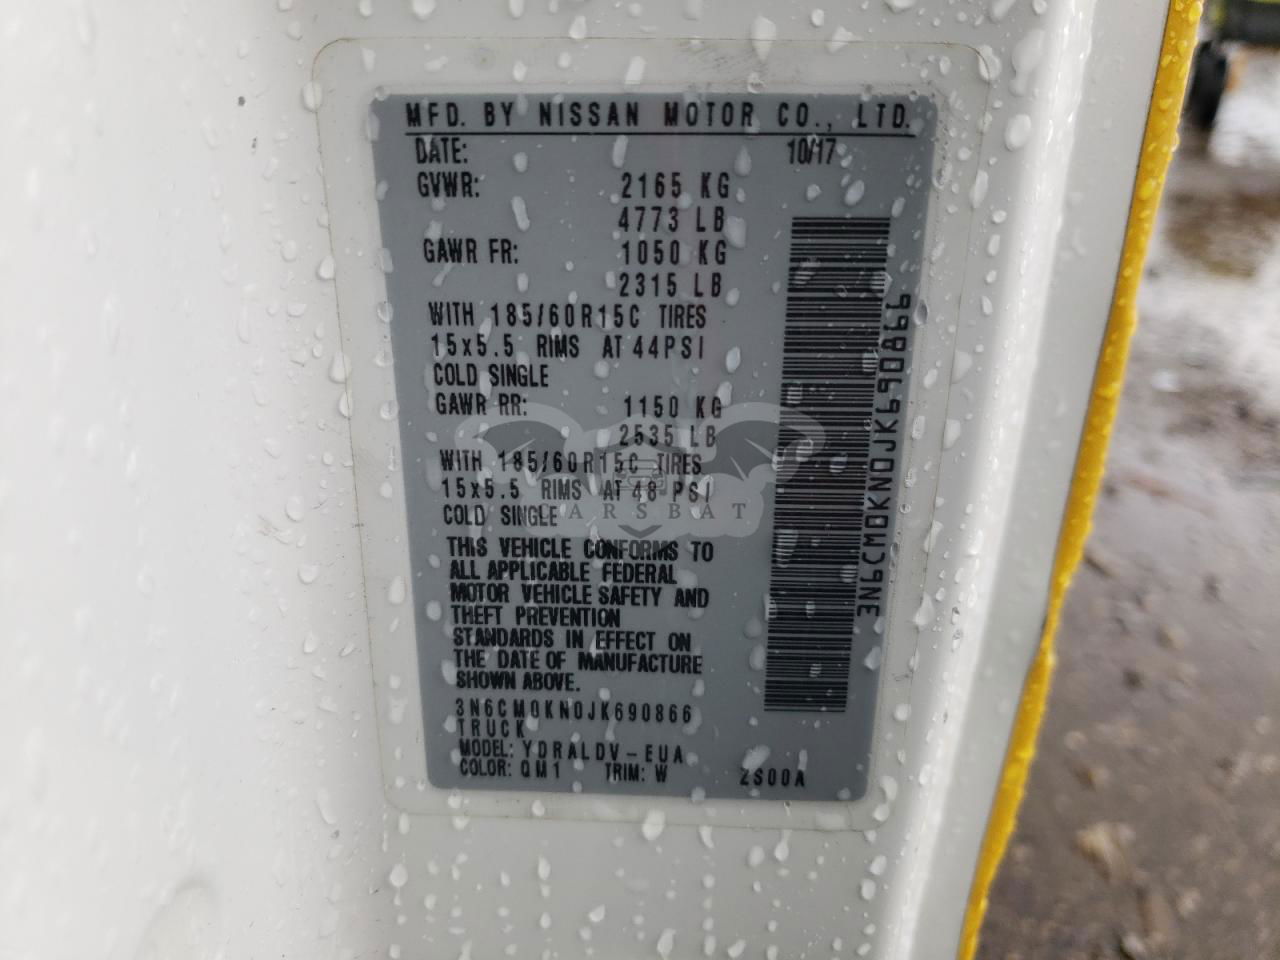 MFD. BY NISSAN MOTOR CO., LTD.
DATE: 10/17
GVWR: 2165 KG
4773 LB
GAWR FR: 1050 KG
2315 LB
WITH 185/60R15C TIRES
15x5.5 RIMS AT 44PSI
COLD SINGLE
GAWR RR: 1150 KG
2535 LB
WITH 185/60R15C TIRES
15x5.5 RIMS AT 48 PSI
COLD SINGLE
CARSBAT
THIS VEHICLE CONFORMS TO
ALL APPLICABLE FEDERAL
MOTOR VEHICLE SAFETY AND
THEFT PREVENTION
STANDARDS IN EFFECT ON
THE DATE OF MANUFACTURE
SHOWN ABOVE.
3N6CM0KN0JK690866
TRUCK
MODEL: YDRALDV-EUA
COLOR: QM1 TRIM: W 2S00A
3N6CM0KN0JK690866